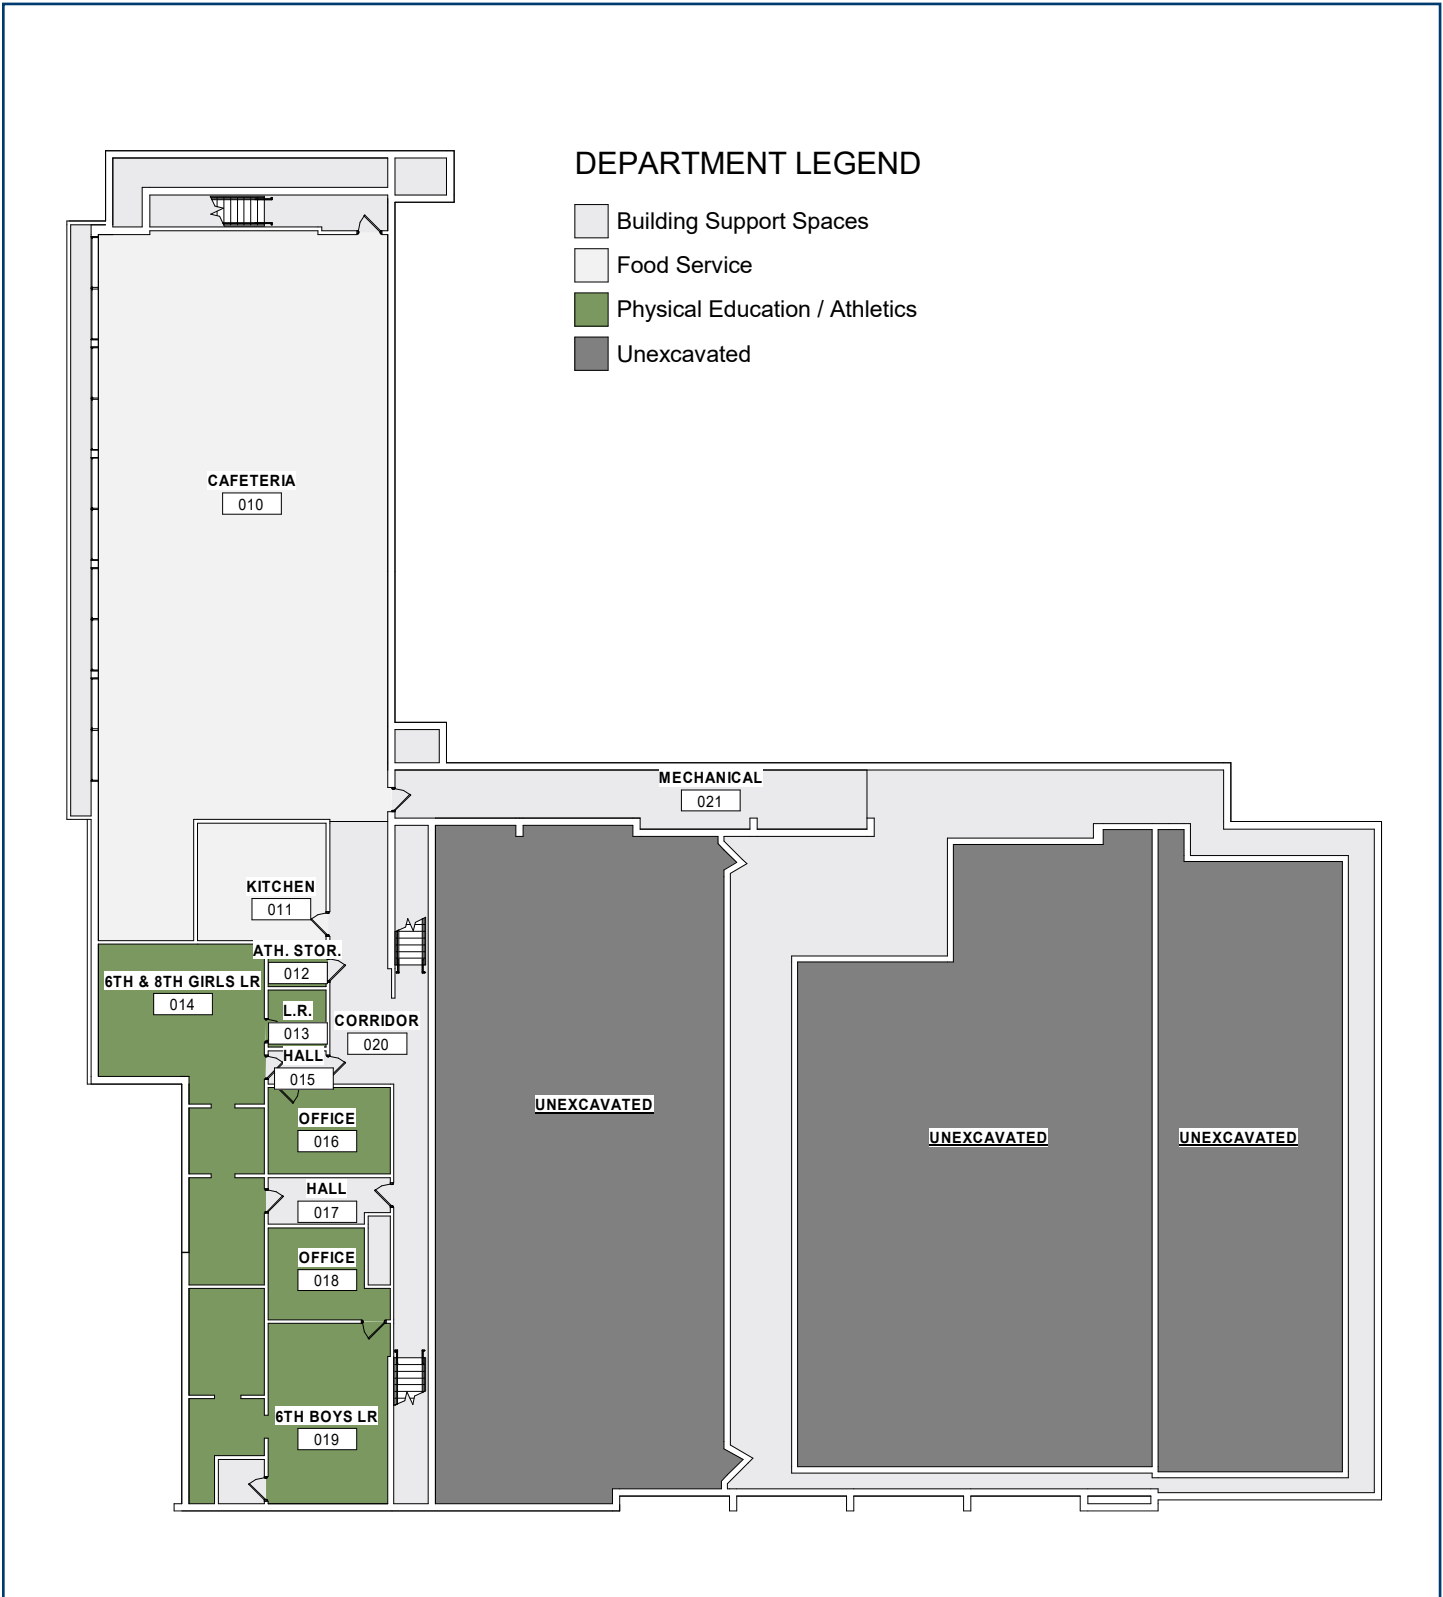 DEPARTMENT LEGEND
Building Support Spaces
Food Service
Physical Education / Athletics
Unexcavated
CAFETERIA
010
MECHANICAL
021
KITCHEN
011
ATH. STOR.
012
6TH & 8TH GIRLS LR
014
L.R.
013
CORRIDOR
020
HALL
015
OFFICE
016
HALL
017
OFFICE
018
6TH BOYS LR
019
UNEXCAVATED
UNEXCAVATED
UNEXCAVATED